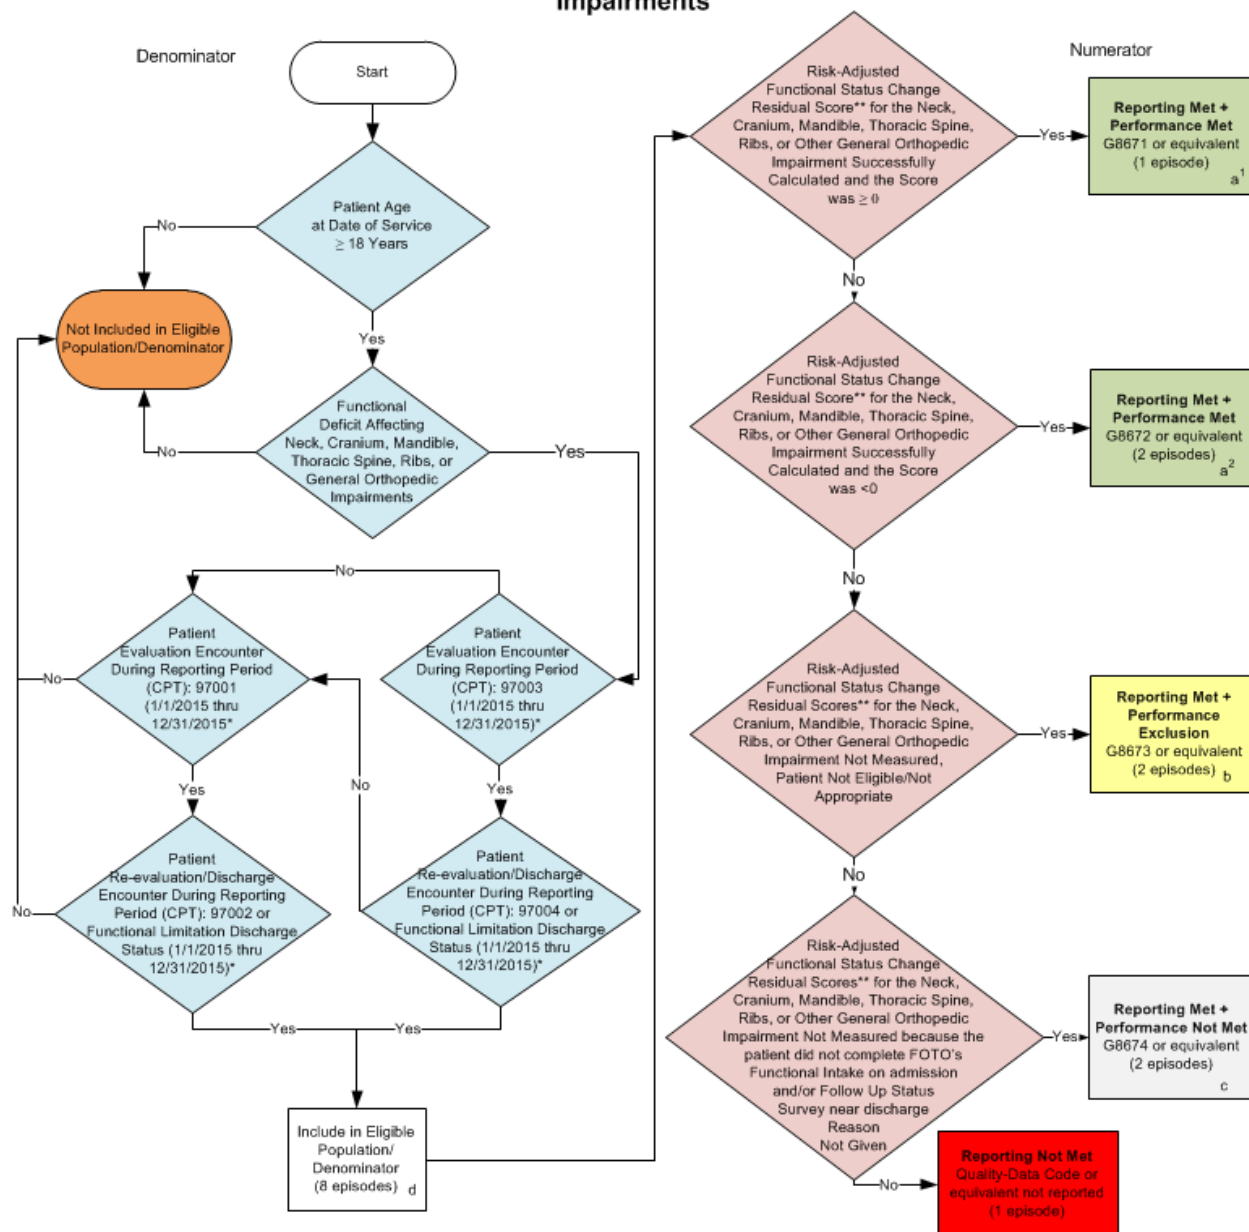 Impairments
Denominator
Start
Patient Age
at Date of Service
≥ 18 Years
No
Not Included in Eligible
Population/Denominator
Yes
Functional
Deficit Affecting
Neck, Cranium, Mandible,
Thoracic Spine, Ribs, or
General Orthopedic
Impairments
No
Yes
No
Patient
Evaluation Encounter
During Reporting Period
(CPT): 97001
(1/1/2015 thru
12/31/2015*
No
Yes
Patient
Evaluation Encounter
During Reporting Period
(CPT): 97003
(1/1/2015 thru
12/31/2015)*
Yes
No
Patient
Re-evaluation/Discharge
Encounter During Reporting
Period (CPT): 97002 or
Functional Limitation Discharge
Status (1/1/2015 thru
12/31/2015)*
No
Yes
Patient
Re-evaluation/Discharge
Encounter During Reporting
Period (CPT): 97004 or
Functional Limitation Discharge
Status (1/1/2015 thru
12/31/2015)*
Yes
Include in Eligible
Population/
Denominator
(8 episodes) d
Numerator
Risk-Adjusted
Functional Status Change
Residual Score** for the Neck,
Cranium, Mandible, Thoracic Spine,
Ribs, or Other General Orthopedic
Impairment Successfully
Calculated and the Score
was ≥ 0
Yes
Reporting Met +
Performance Met
G8671 or equivalent
(1 episode)
a¹
No
Risk-Adjusted
Functional Status Change
Residual Score** for the Neck,
Cranium, Mandible, Thoracic Spine,
Ribs, or Other General Orthopedic
Impairment Successfully
Calculated and the Score
was <0
Yes
Reporting Met +
Performance Met
G8672 or equivalent
(2 episodes)
a²
No
Risk-Adjusted
Functional Status Change
Residual Scores** for the Neck,
Cranium, Mandible, Thoracic Spine,
Ribs, or Other General Orthopedic
Impairment Not Measured,
Patient Not Eligible/Not
Appropriate
Yes
Reporting Met +
Performance
Exclusion
G8673 or equivalent
(2 episodes) b
No
Risk-Adjusted
Functional Status Change
Residual Scores** for the Neck,
Cranium, Mandible, Thoracic Spine,
Ribs, or Other General Orthopedic
Impairment Not Measured because the
patient did not complete FOTO's
Functional Intake on admission
and/or Follow Up Status
Survey near discharge
Reason
Not Given
Yes
Reporting Met +
Performance Not Met
G8674 or equivalent
(2 episodes)
c
No
Reporting Not Met
Quality-Data Code or
equivalent not reported
(1 episode)